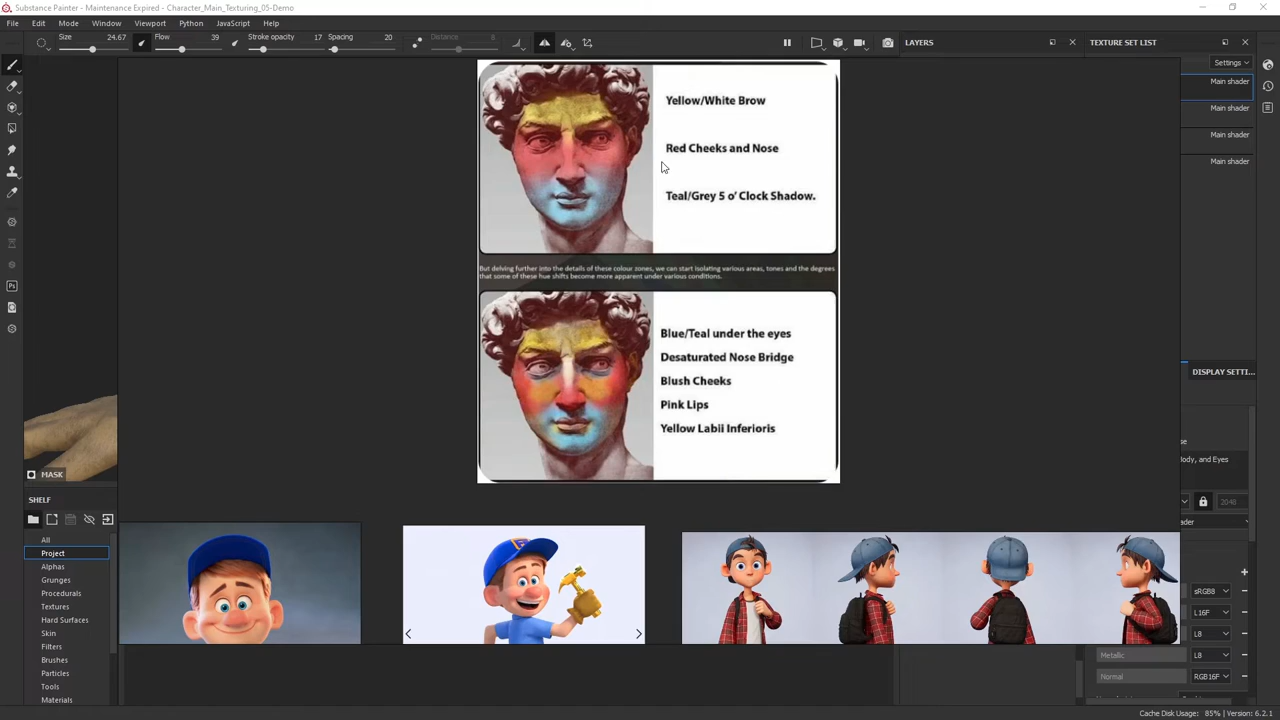 Substance Painter - Maintenance Expired - Character_Main_Texturing_05-Demo
File Edit Mode Window Viewport Python JavaScript Help
Size 24.67 Flow 39 Stroke opacity 17 Spacing 20 Distance 8
LAYERS
TEXTURE SET LIST
Settings
Main shader
Main shader
Main shader
Main shader
Yellow/White Brow
Red Cheeks and Nose
Teal/Grey 5 o' Clock Shadow.
But delving further into the details of these colour zones, we can start isolating various areas, tones and the degrees
that some of these hue shifts become more apparent under various conditions.
Blue/Teal under the eyes
Desaturated Nose Bridge
Blush Cheeks
Pink Lips
Yellow Labii Inferioris
Ps
MASK
SHELF
All
Project
Alphas
Grunges
Procedurals
Textures
Hard Surfaces
Skin
Filters
Brushes
Particles
Tools
Materials
DISPLAY SETTI...
Body, and Eyes
2048
sRGB8
L16F
L8
Metallic L8
Normal RGB16F
Cache Disk Usage: 85% | Version: 6.2.1